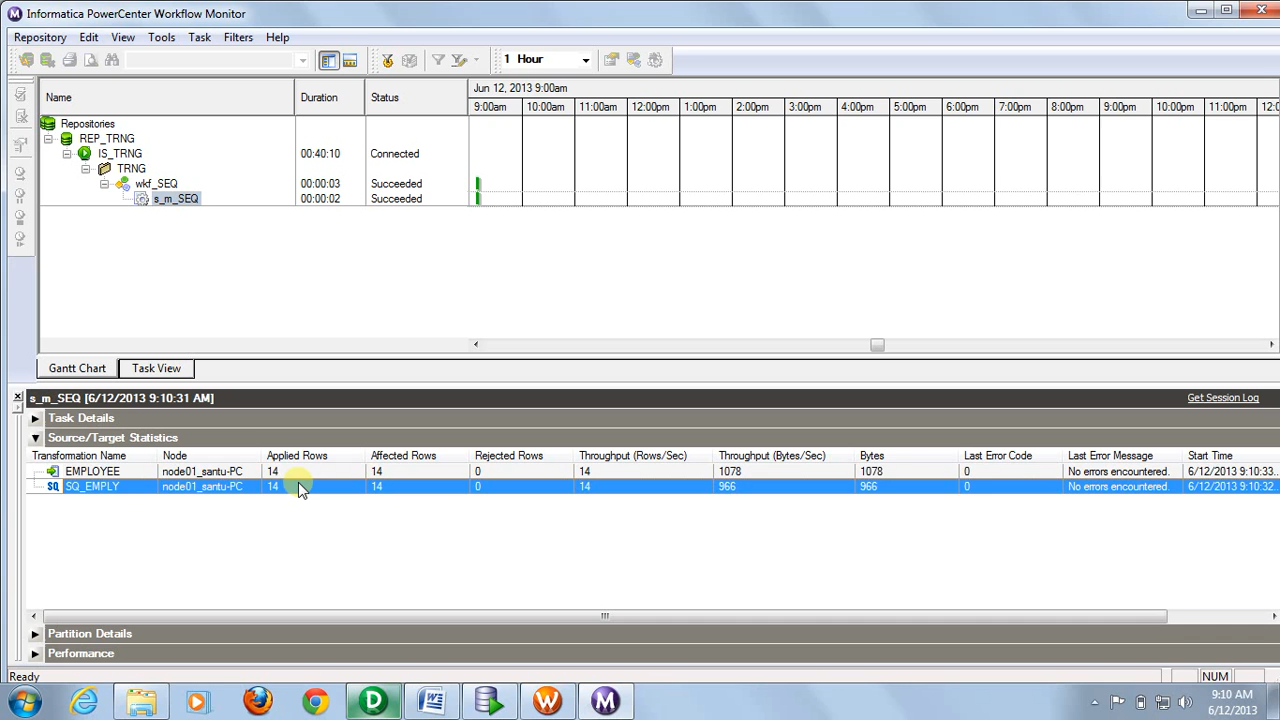 Informatica PowerCenter Workflow Monitor
Repository Edit View Tools Task Filters Help
1 Hour
Name Duration Status Jun 12, 2013 9:00am
9:00am 10:00am 11:00am 12:00pm 1:00pm 2:00pm 3:00pm 4:00pm 5:00pm 6:00pm 7:00pm 8:00pm 9:00pm 10:00pm 11:00pm 12:0
Repositories
REP_TRNG
IS_TRNG 00:40:10 Connected
TRNG
wkf_SEQ 00:00:03 Succeeded
s_m_SEQ 00:00:02 Succeeded
Gantt Chart Task View
s_m_SEQ [6/12/2013 9:10:31 AM] Get Session Log
Task Details
Source/Target Statistics
Transformation Name Node Applied Rows Affected Rows Rejected Rows Throughput (Rows/Sec) Throughput (Bytes/Sec) Bytes Last Error Code Last Error Message Start Time
EMPLOYEE node01_santu-PC 14 14 0 14 1078 1078 0 No errors encountered. 6/12/2013 9:10:33...
SQ_EMPLY node01_santu-PC 14 14 0 14 966 966 0 No errors encountered. 6/12/2013 9:10:32...
Partition Details
Performance
Ready NUM
9:10 AM
6/12/2013